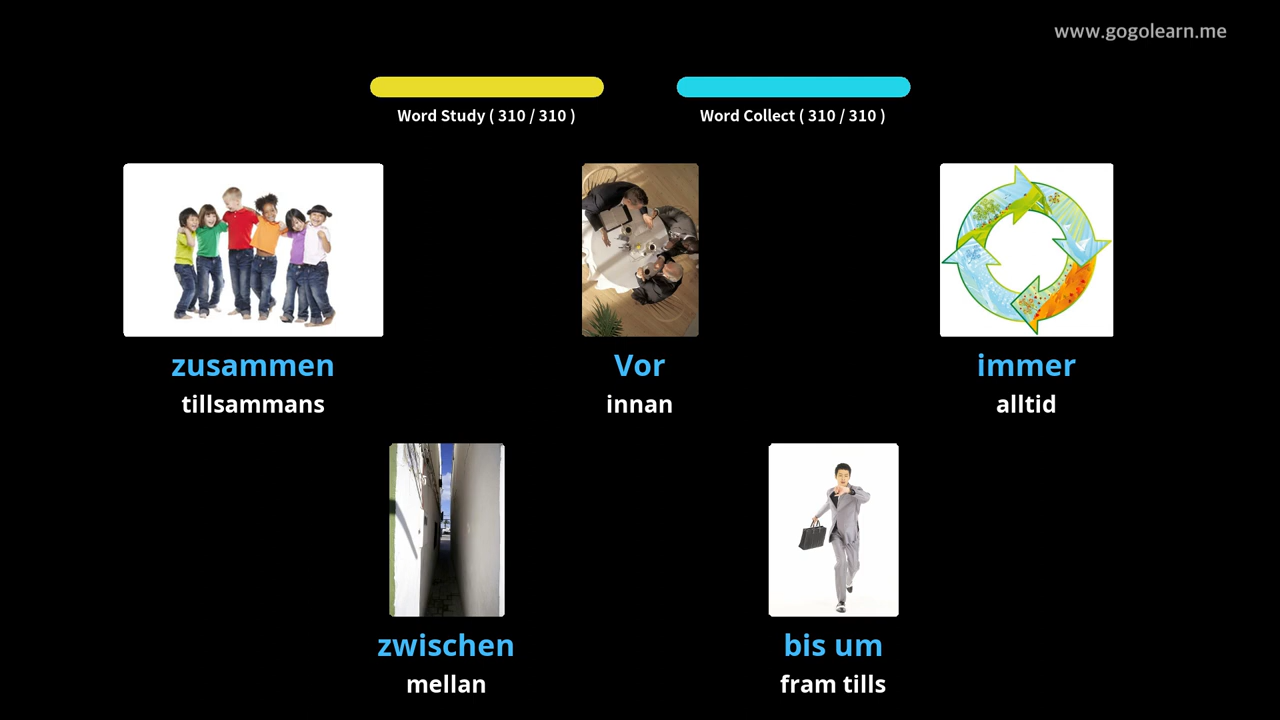 www.gogolearn.me
Word Study ( 310 / 310 )
Word Collect ( 310 / 310 )
zusammen
tillsammans
Vor
innan
immer
alltid
zwischen
mellan
bis um
fram tills